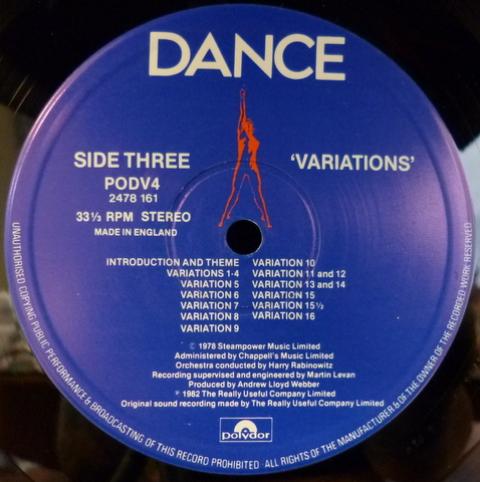 DANCE
SIDE THREE
'VARIATIONS'
PODV4
2478 161
33⅓ RPM STEREO
MADE IN ENGLAND
INTRODUCTION AND THEME
VARIATIONS 1-4
VARIATION 5
VARIATION 6
VARIATION 7
VARIATION 8
VARIATION 9
VARIATION 10
VARIATION 11 and 12
VARIATION 13 and 14
VARIATION 15
VARIATION 15½
VARIATION 16
© 1978 Steampower Music Limited
Administered by Chappell's Music Limited
Orchestra conducted by Harry Rabinowitz
Recording supervised and engineered by Martin Levan
Produced by Andrew Lloyd Webber
℗ 1982 The Really Useful Company Limited
Original sound recording made by The Really Useful Company Limited
polydor
UNAUTHORISED COPYING PUBLIC PERFORMANCE & BROADCASTING OF THIS RECORD PROHIBITED · ALL RIGHTS OF THE MANUFACTURER & OF THE OWNER OF THE RECORDED WORK RESERVED